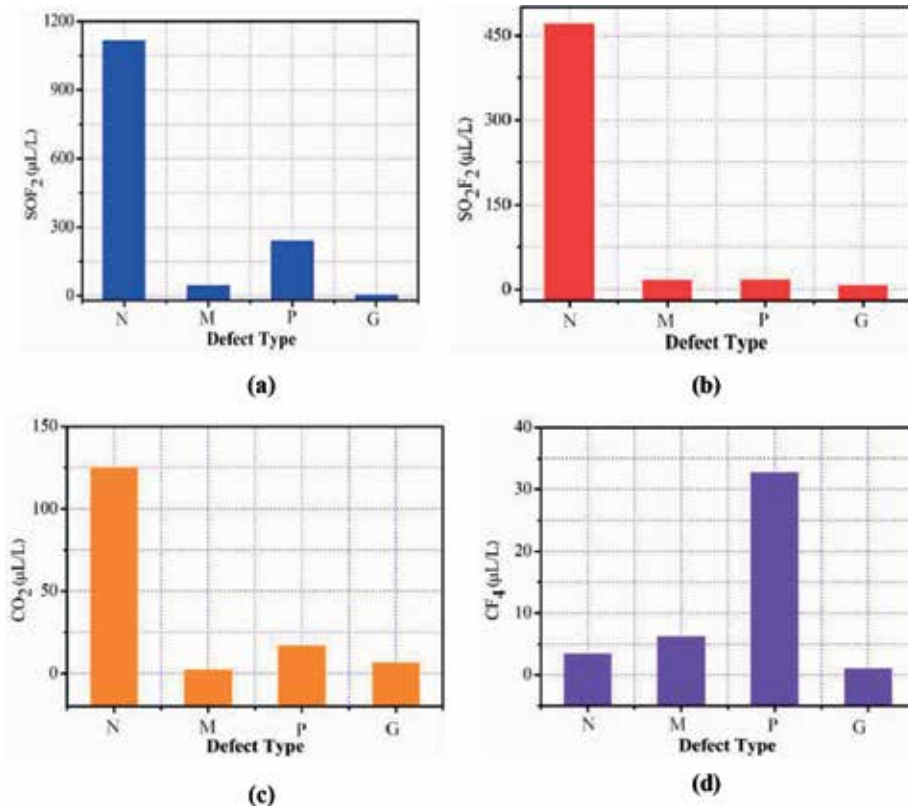 1200
900
600
300
0
SOF₂ (μL/L)
N M P G
Defect Type
(a)
450
300
150
0
SO₂F₂ (μL/L)
N M P G
Defect Type
(b)
150
100
50
0
CO₂ (μL/L)
N M P G
Defect Type
(c)
40
30
33
10
0
CF₄ (μL/L)
N M P G
Defect Type
(d)